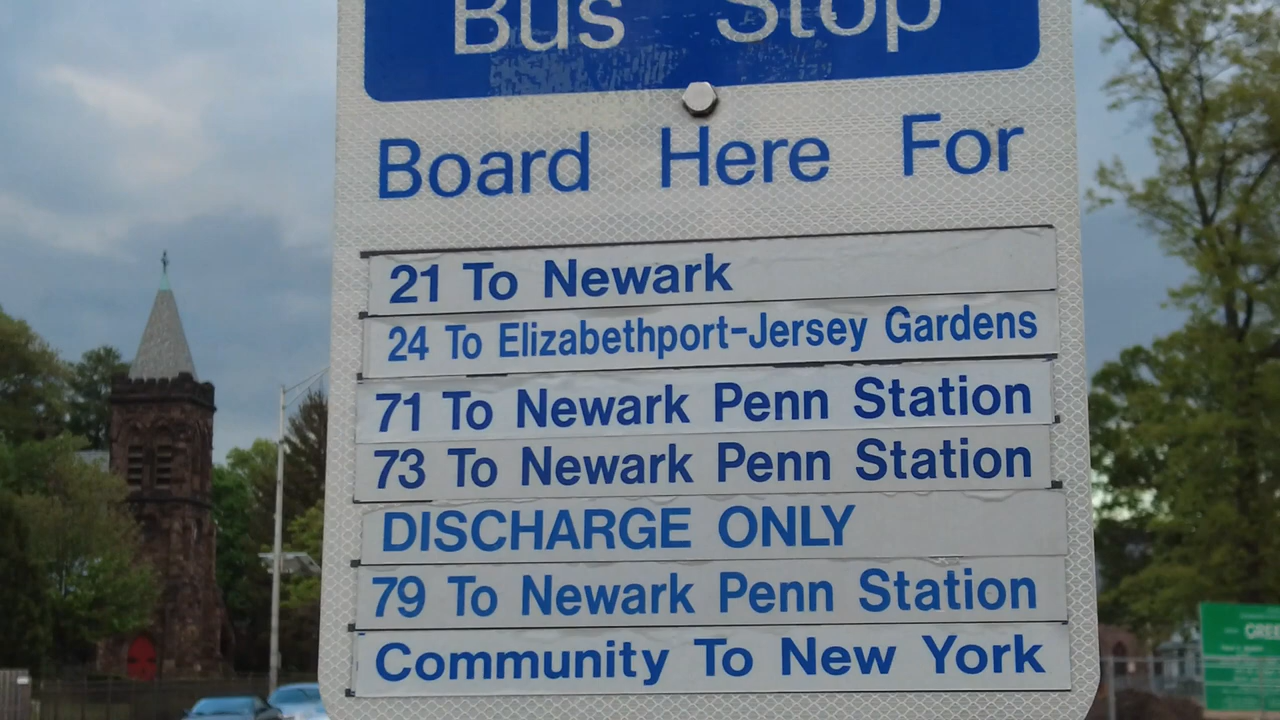 Bus Stop
Board Here For
21 To Newark
24 To Elizabethport-Jersey Gardens
71 To Newark Penn Station
73 To Newark Penn Station
DISCHARGE ONLY
79 To Newark Penn Station
Community To New York